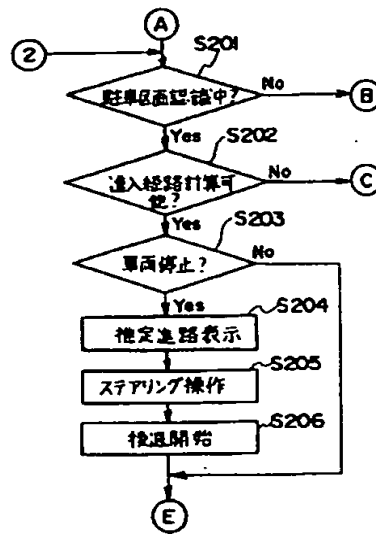 A
2
S201
駐車区画認識中?
No
B
Yes
S202
進入経路計算可
能?
No
C
Yes
S203
車両停止?
No
Yes
S204
推定進路表示
S205
ステアリング操作
S206
後退開始
E